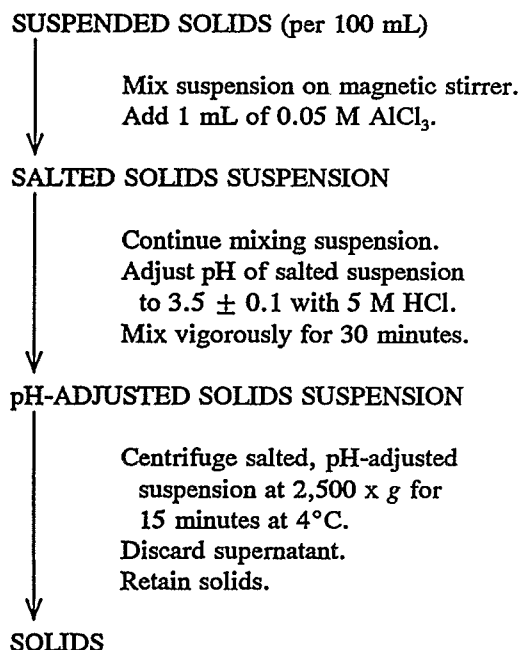 SUSPENDED SOLIDS (per 100 mL)
Mix suspension on magnetic stirrer.
Add 1 mL of 0.05 M AlCl₃.
SALTED SOLIDS SUSPENSION
Continue mixing suspension.
Adjust pH of salted suspension
to 3.5 ± 0.1 with 5 M HCl.
Mix vigorously for 30 minutes.
pH-ADJUSTED SOLIDS SUSPENSION
Centrifuge salted, pH-adjusted
suspension at 2,500 x g for
15 minutes at 4°C.
Discard supernatant.
Retain solids.
SOLIDS